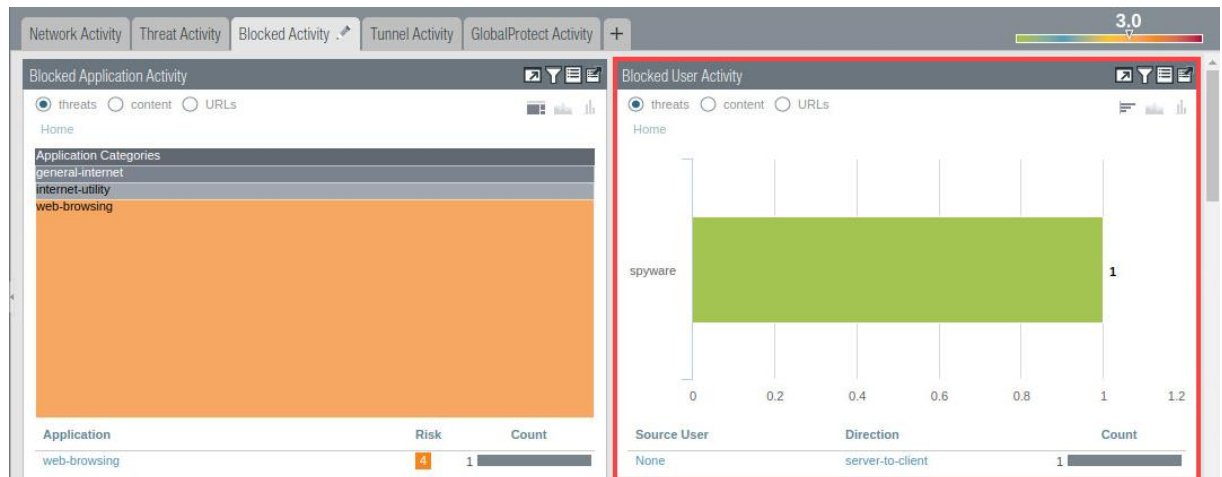 Network Activity Threat Activity Blocked Activity Tunnel Activity GlobalProtect Activity +
3.0
Blocked Application Activity
threats content URLs
Home
Application Categories
general-internet
internet-utility
web-browsing
Application Risk Count
web-browsing 4 1
Blocked User Activity
threats content URLs
Home
spyware
1
0 0.2 0.4 0.6 0.8 1 1.2
Source User Direction Count
None server-to-client 1